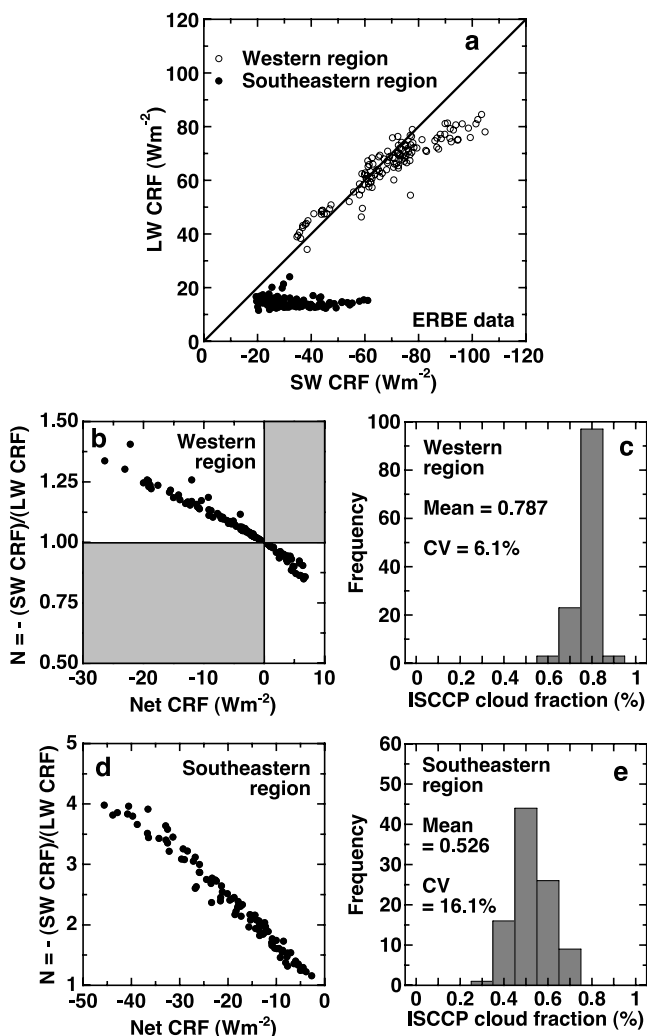 a
Western region
Southeastern region
ERBE data
120
100
80
60
40
20
0
LW CRF (Wm-2)
0 -20 -40 -60 -80 -100 -120
SW CRF (Wm-2)
b
Western
region
1.50
1.25
1.00
0.75
0.50
N = - (SW CRF)/(LW CRF)
-30 -20 -10 0 10
Net CRF (Wm-2)
c
Western
region
Mean = 0.787
CV = 6.1%
100
80
60
40
20
0
Frequency
0 0.2 0.4 0.6 0.8 1
ISCCP cloud fraction (%)
d
Southeastern
region
5
4
3
2
1
N = - (SW CRF)/(LW CRF)
-50 -40 -30 -20 -10 0
Net CRF (Wm-2)
e
Southeastern
region
Mean
= 0.526
CV
= 16.1%
60
50
40
30
20
10
0
Frequency
0 0.2 0.4 0.6 0.8 1
ISCCP cloud fraction (%)